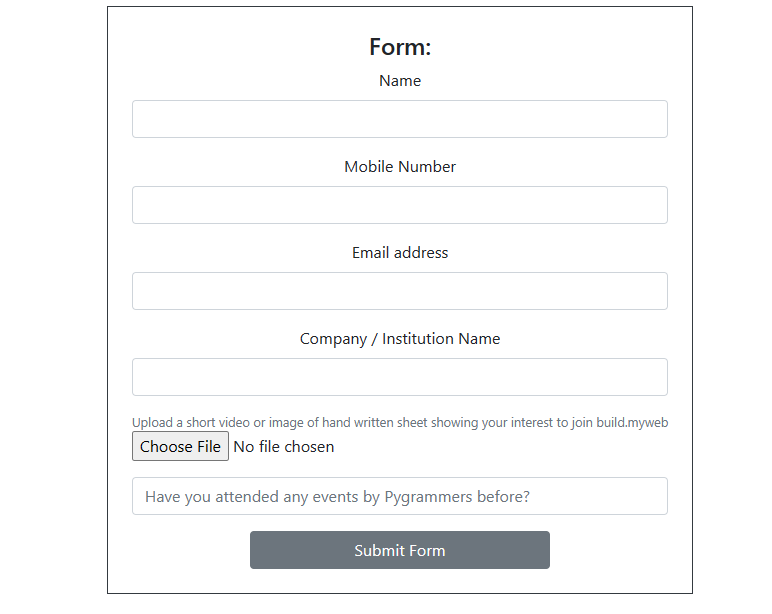 Form:
Name
Mobile Number
Email address
Company / Institution Name
Upload a short video or image of hand written sheet showing your interest to join build.myweb
Choose File No file chosen
Have you attended any events by Pygrammers before?
Submit Form